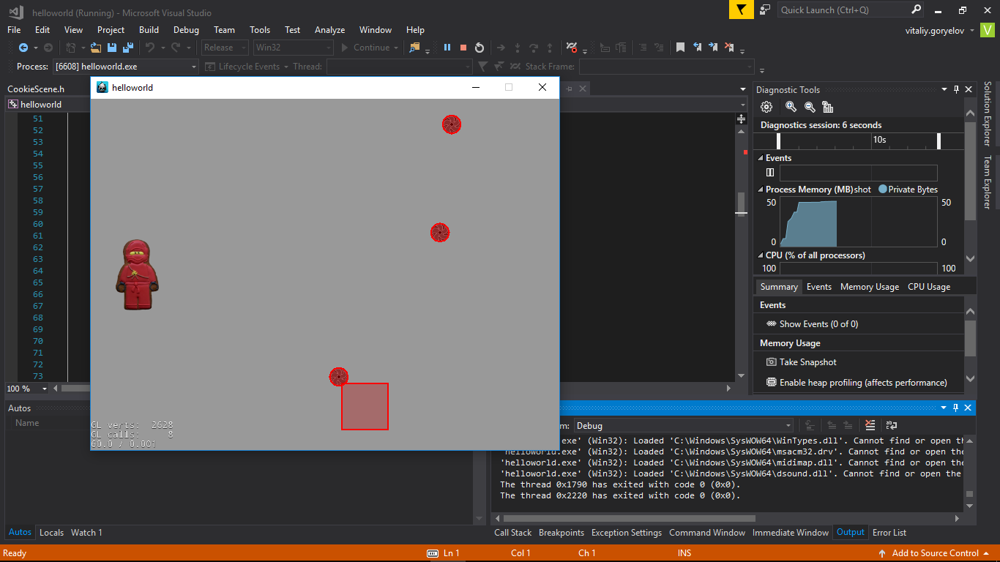 helloworld (Running) - Microsoft Visual Studio
Quick Launch (Ctrl+Q)
File Edit View Project Build Debug Team Tools Test Analyze Window Help
vitaliy.goryelov V
Release Win32 Continue
Process: [6608] helloworld.exe Lifecycle Events Thread: Stack Frame:
CookieScene.h
helloworld
helloworld
51
52
53
54
55
56
57
58
59
60
61
62
63
64
65
66
67
68
69
70
71
72
73
100 %
GL verts: 2628
GL calls: 8
60.0 / 0.001
Diagnostic Tools
Diagnostics session: 6 seconds
10s
Events
Process Memory (MB)
shot Private Bytes
50 50
0 0
CPU (% of all processors)
100 100
Summary Events Memory Usage CPU Usage
Events
Show Events (0 of 0)
Memory Usage
Take Snapshot
Enable heap profiling (affects performance)
Solution Explorer
Team Explorer
Autos
Name
Autos Locals Watch 1
m: Debug
.exe' (Win32): Loaded 'C:\Windows\SysWOW64\WinTypes.dll'. Cannot find or open th
'helloworld.exe' (Win32): Loaded 'C:\Windows\SysWOW64\msacm32.drv'. Cannot find or open the
'helloworld.exe' (Win32): Loaded 'C:\Windows\SysWOW64\midimap.dll'. Cannot find or open the
'helloworld.exe' (Win32): Loaded 'C:\Windows\SysWOW64\dsound.dll'. Cannot find or open the
The thread 0x1790 has exited with code 0 (0x0).
The thread 0x2220 has exited with code 0 (0x0).
Call Stack Breakpoints Exception Settings Command Window Immediate Window Output Error List
Ready Ln 1 Col 1 Ch 1 INS Add to Source Control